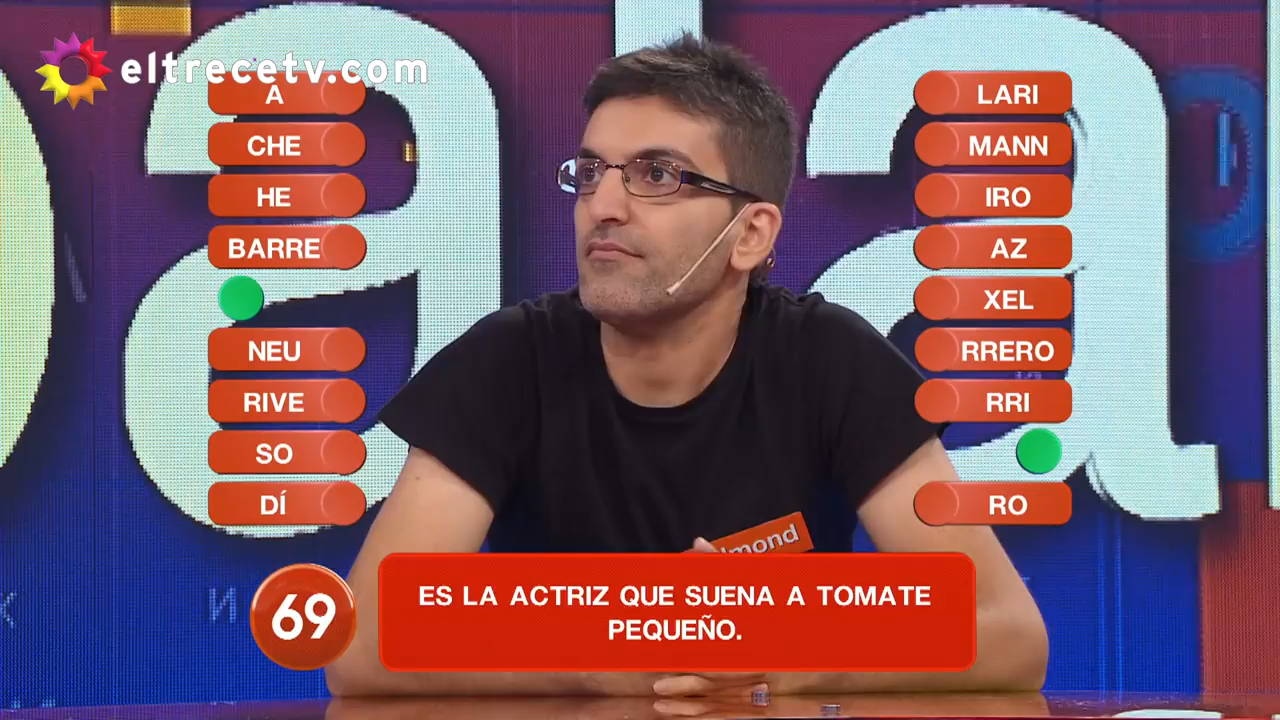 eltrecetv.com
A
CHE
HE
BARRE
NEU
RIVE
SO
DÍ
LARI
MANN
IRO
AZ
XEL
RRERO
RRI
RO
69
ES LA ACTRIZ QUE SUENA A TOMATE
PEQUEÑO.